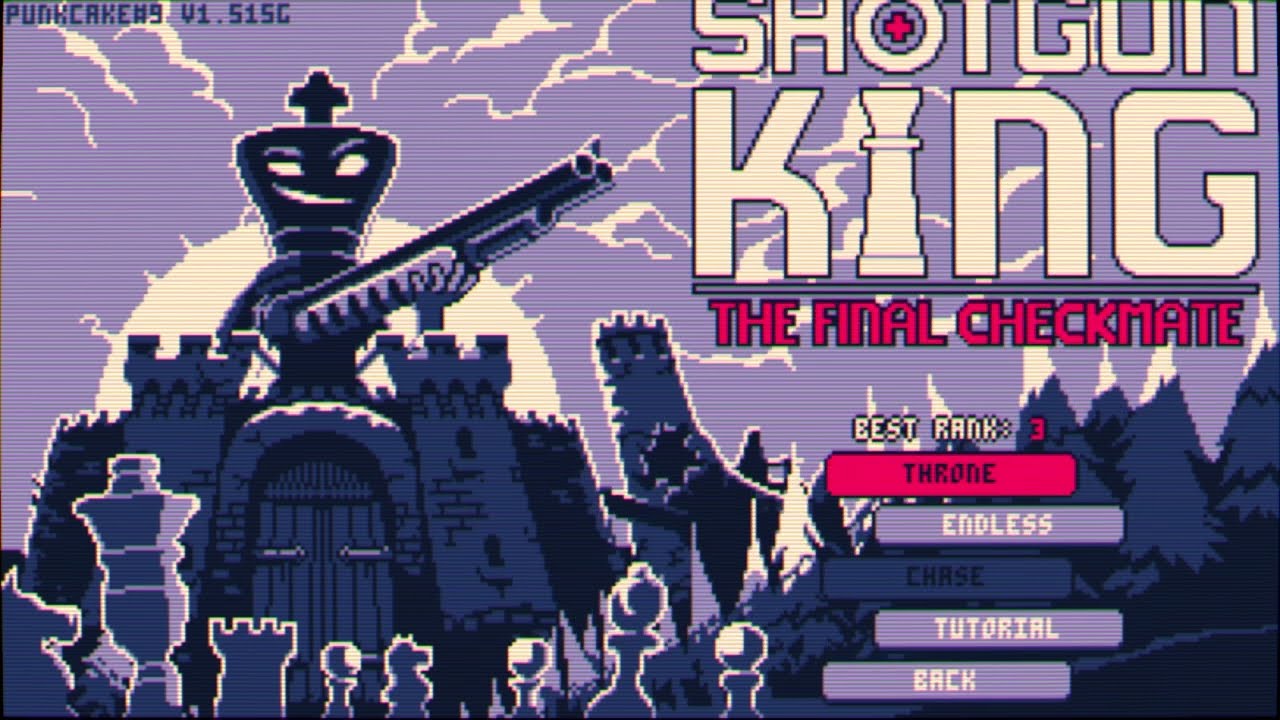 PUNKCAKE#9 V1.515G
SHOTGUN
KING
THE FINAL CHECKMATE
BEST RANK: 3
THRONE
ENDLESS
CHASE
TUTORIAL
BACK